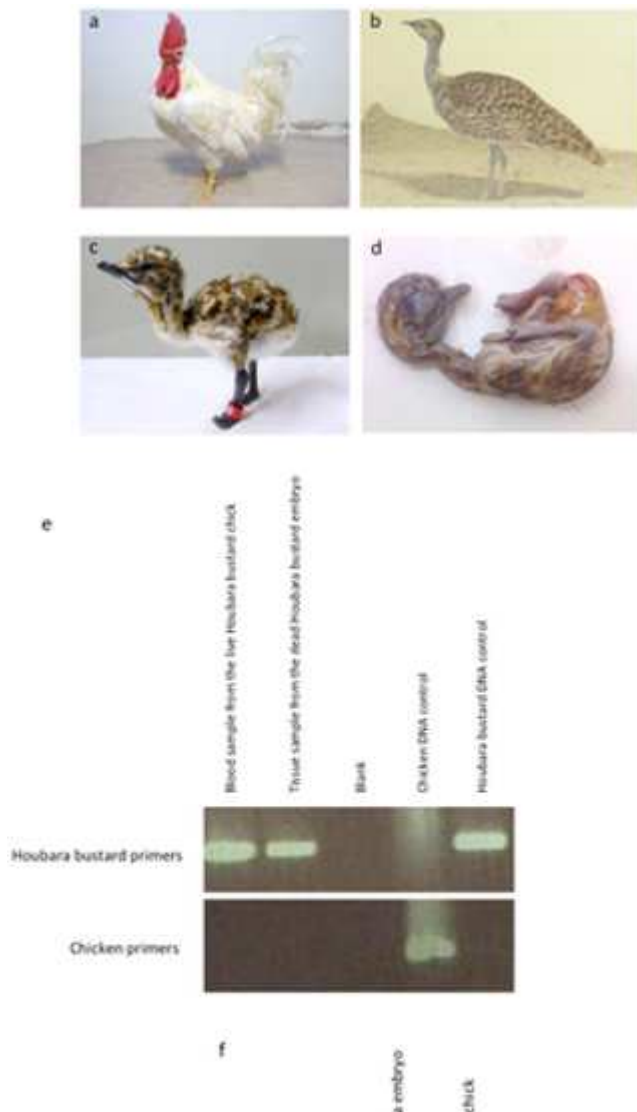 a
b
c
d
e
Blood sample from the live Houbara bustard chick
Tissue sample from the dead Houbara bustard embryo
Blank
Chicken DNA control
Houbara bustard DNA control
Houbara bustard primers
Chicken primers
f
a embryo
chick